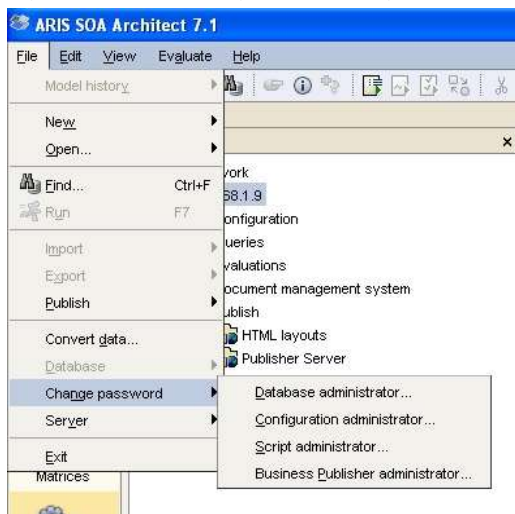 ARIS SOA Architect 7.1
File Edit View Evaluate Help
Model history
New
Open...
Find... Ctrl+F
Run F7
Import
Export
Publish
Convert data...
Database
Change password
Server
Exit
Matrices
vork
68.1.9
onfiguration
ueries
valuations
ocument management system
ublish
HTML layouts
Publisher Server
Database administrator...
Configuration administrator...
Script administrator...
Business Publisher administrator...